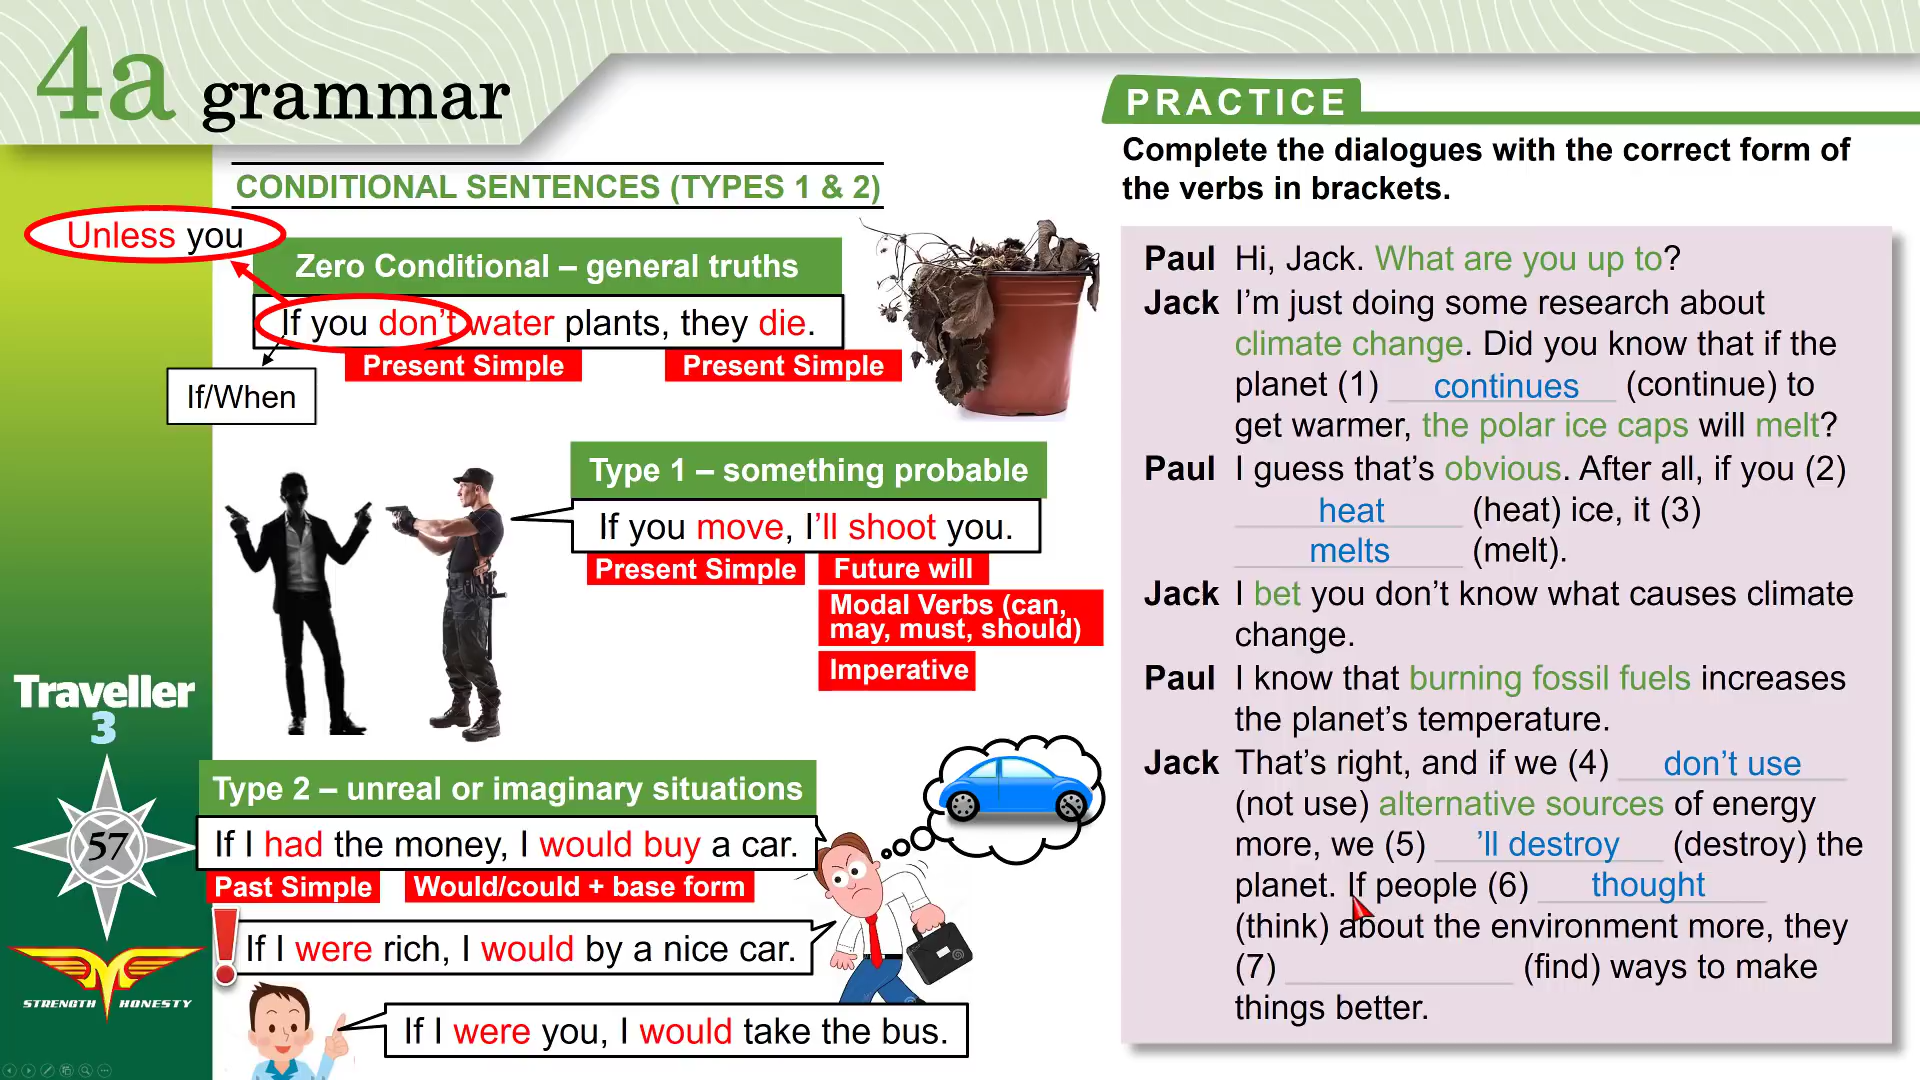 4a grammar
CONDITIONAL SENTENCES (TYPES 1 & 2)
Unless you
Zero Conditional – general truths
If you don't water plants, they die.
Present Simple
Present Simple
If/When
Type 1 – something probable
If you move, I'll shoot you.
Present Simple
Future will
Modal Verbs (can,
may, must, should)
Imperative
Type 2 – unreal or imaginary situations
If I had the money, I would buy a car.
Past Simple
Would/could + base form
If I were rich, I would by a nice car.
If I were you, I would take the bus.
Traveller
3
57
STRENGTH HONESTY
PRACTICE
Complete the dialogues with the correct form of
the verbs in brackets.
Paul Hi, Jack. What are you up to?
Jack I'm just doing some research about
climate change. Did you know that if the
planet (1) continues (continue) to
get warmer, the polar ice caps will melt?
Paul I guess that's obvious. After all, if you (2)
heat (heat) ice, it (3)
melts (melt).
Jack I bet you don't know what causes climate
change.
Paul I know that burning fossil fuels increases
the planet's temperature.
Jack That's right, and if we (4) don't use
(not use) alternative sources of energy
more, we (5) 'll destroy (destroy) the
planet. If people (6) thought
(think) about the environment more, they
(7) (find) ways to make
things better.